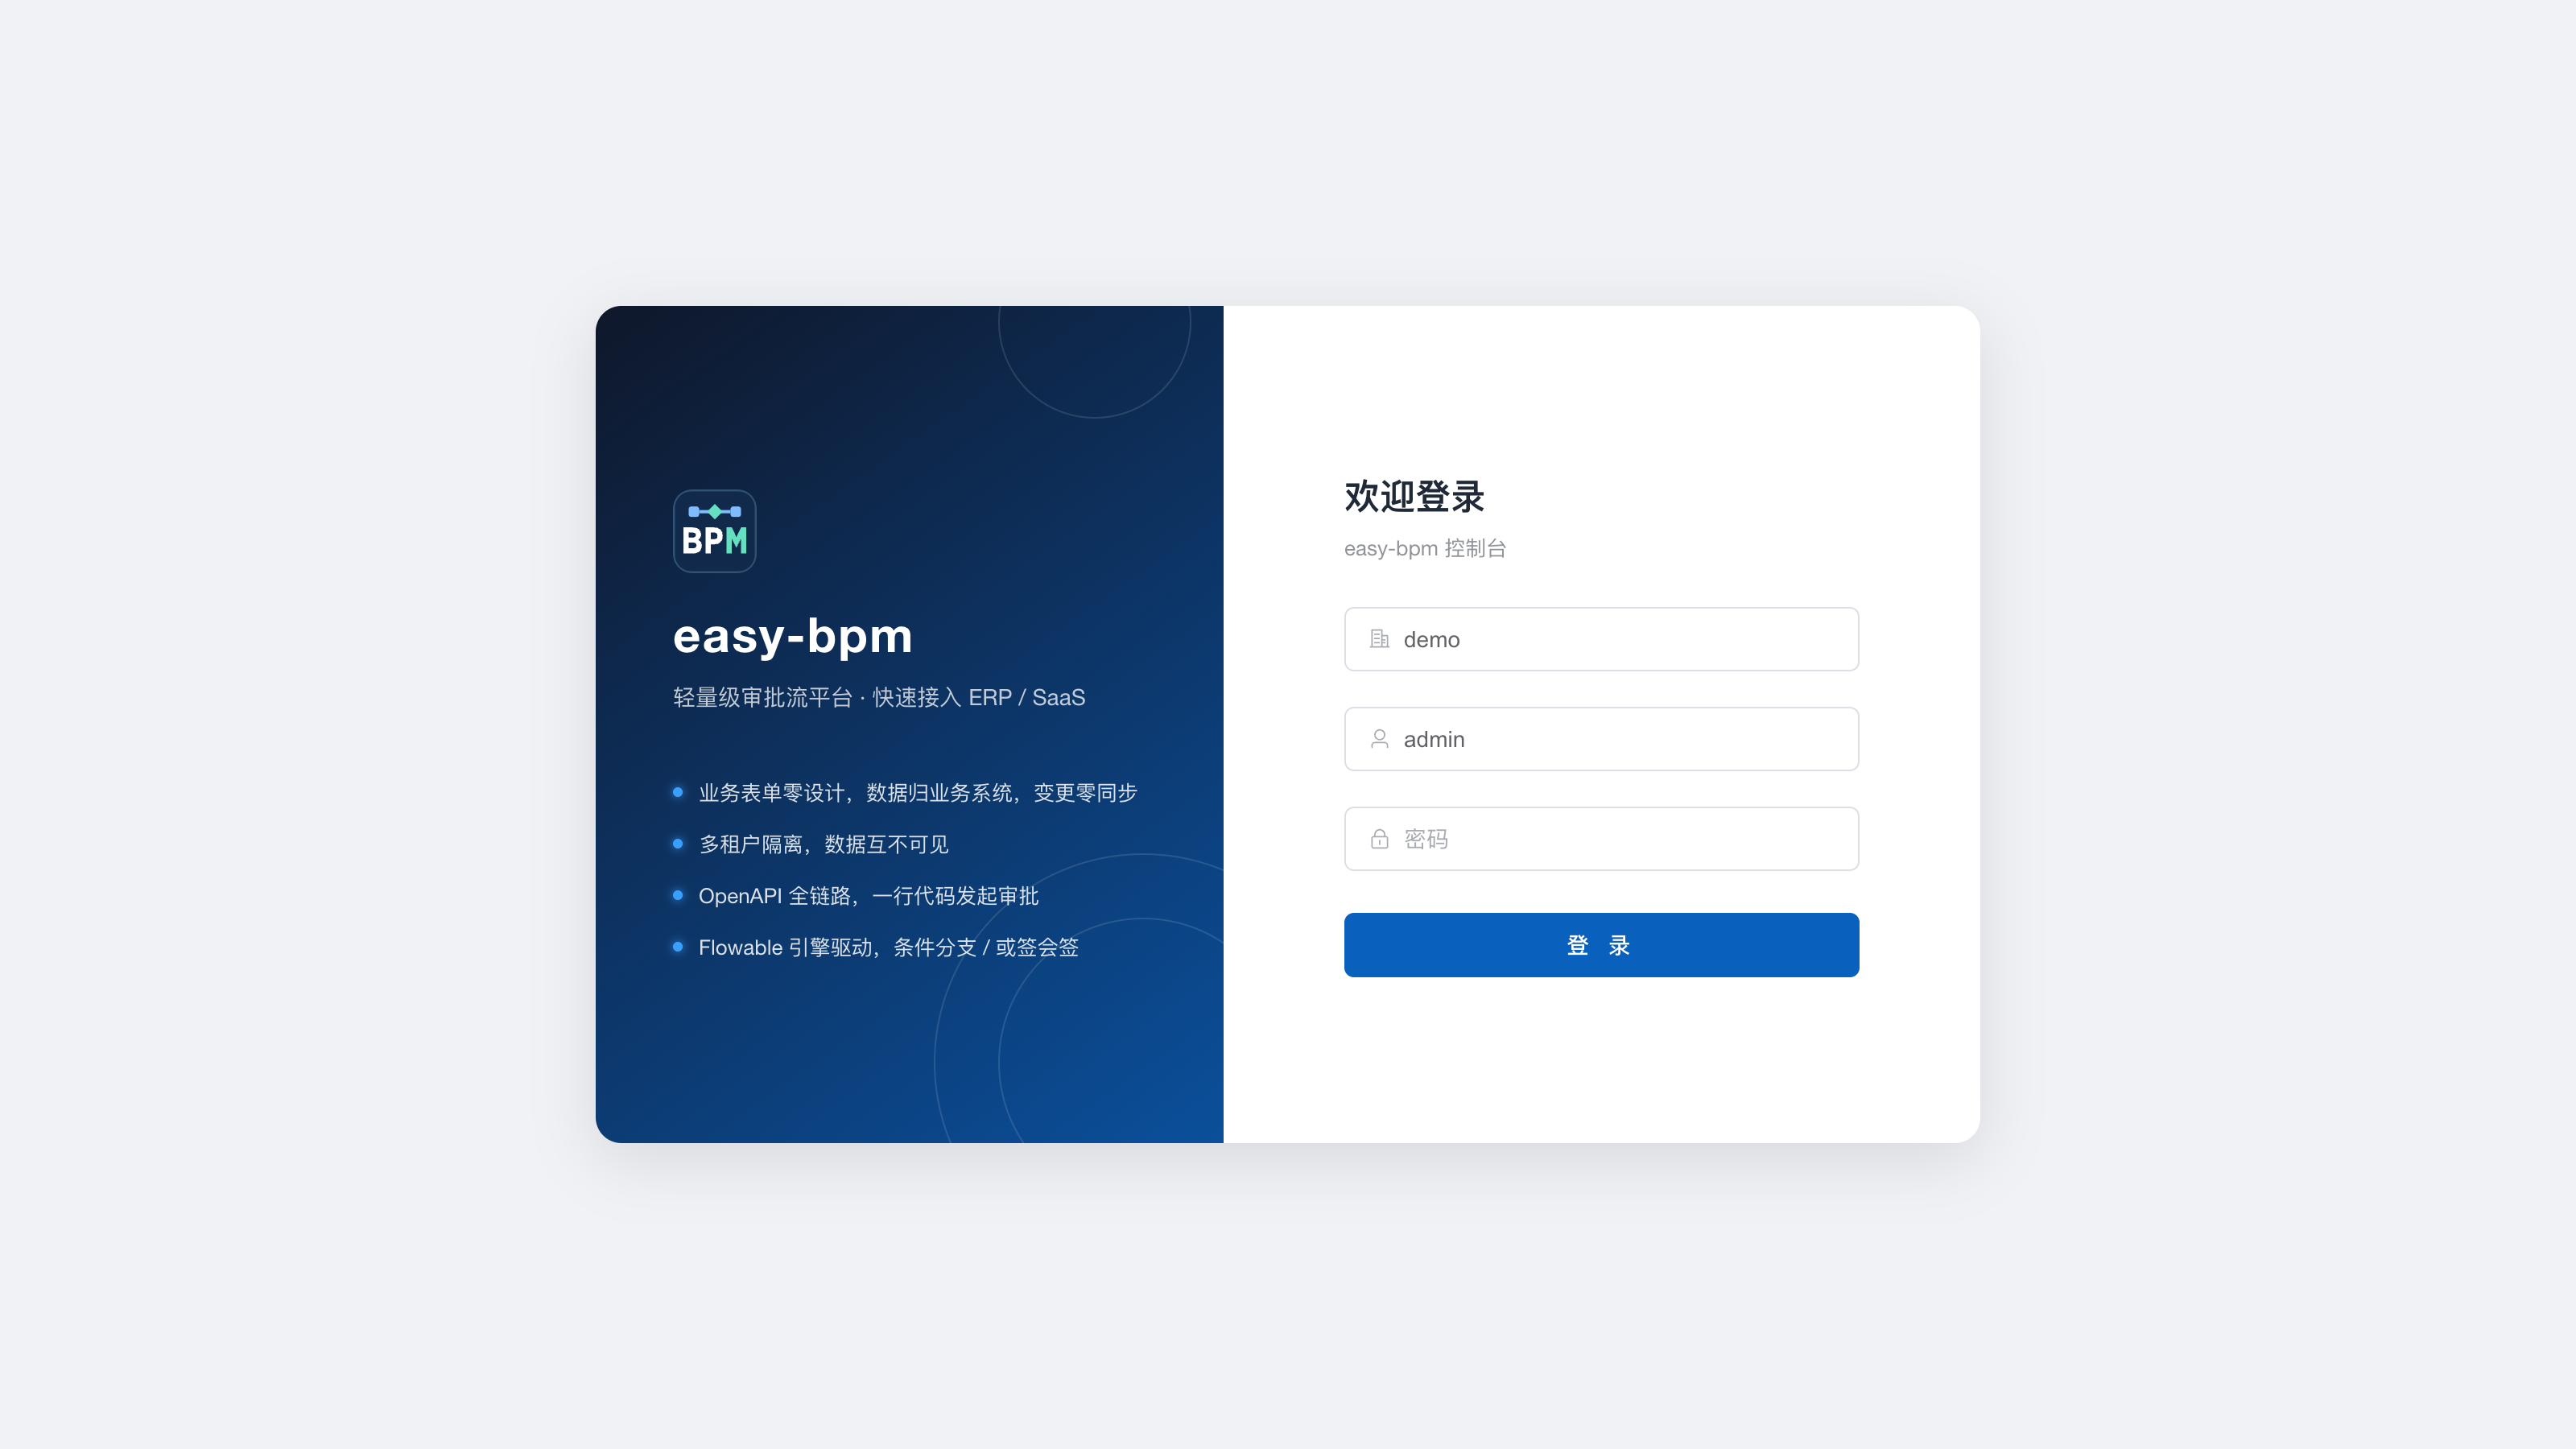 BPM
easy-bpm
轻量级审批流平台 · 快速接入 ERP / SaaS
业务表单零设计，数据归业务系统，变更零同步
多租户隔离，数据互不可见
OpenAPI 全链路，一行代码发起审批
Flowable 引擎驱动，条件分支 / 或签会签
欢迎登录
easy-bpm 控制台
demo
admin
密码
登 录